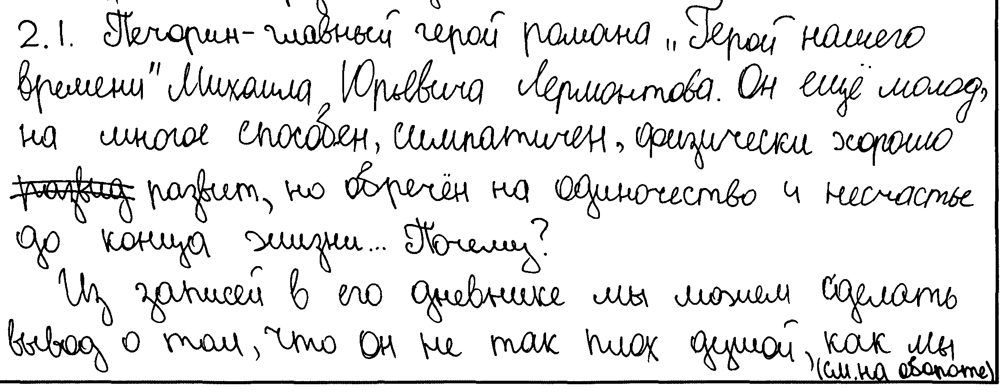 2.1. Печорин - главный герой романа „Герой нашего
времени" Михаила Юрьевича Лермонтова. Он ещё молод,
на многое способен, симпатичен, физически хорошо
развид развит, но обречён на одиночество и несчастье
до конца жизни... Почему?
Из записей в его дневнике мы можем сделать
вывод о том, что он не так плох душой, как мы
(см. на обороте)